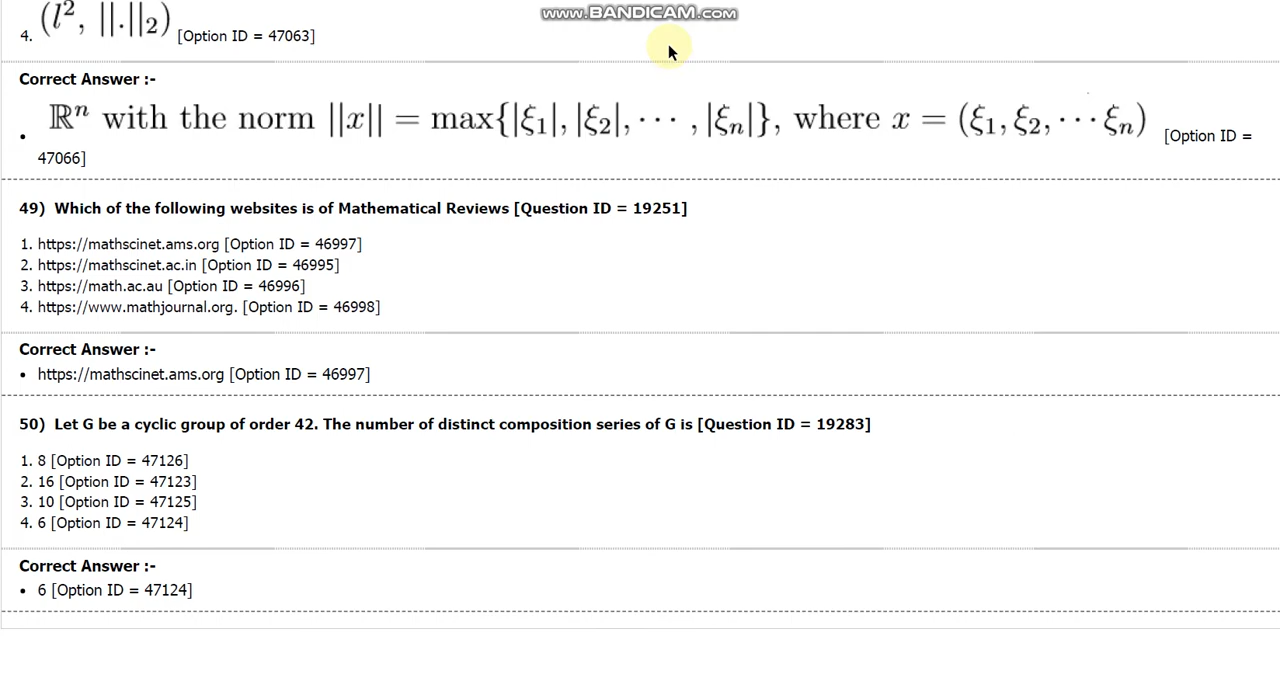 www.BANDICAM.com
4. (l², ||.||₂) [Option ID = 47063]
Correct Answer :-
• ℝⁿ with the norm ||x|| = max{|ξ₁|, |ξ₂|, ⋯ , |ξₙ|}, where x = (ξ₁, ξ₂, ⋯ ξₙ) [Option ID =
47066]
49) Which of the following websites is of Mathematical Reviews [Question ID = 19251]
1. https://mathscinet.ams.org [Option ID = 46997]
2. https://mathscinet.ac.in [Option ID = 46995]
3. https://math.ac.au [Option ID = 46996]
4. https://www.mathjournal.org. [Option ID = 46998]
Correct Answer :-
• https://mathscinet.ams.org [Option ID = 46997]
50) Let G be a cyclic group of order 42. The number of distinct composition series of G is [Question ID = 19283]
1. 8 [Option ID = 47126]
2. 16 [Option ID = 47123]
3. 10 [Option ID = 47125]
4. 6 [Option ID = 47124]
Correct Answer :-
• 6 [Option ID = 47124]